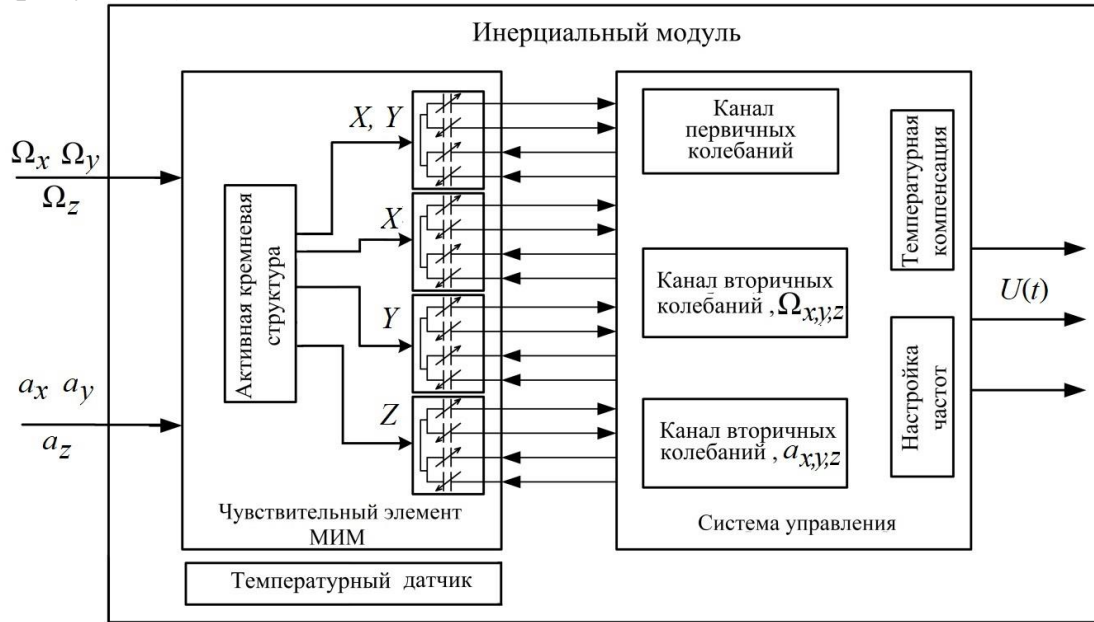 Инерциальный модуль
Ωx Ωy
Ωz
ax ay
az
Активная кремневая
структура
X, Y
X
Y
Z
Чувствительный элемент
МИМ
Температурный датчик
Канал
первичных
колебаний
Канал вторичных
колебаний , Ωx,y,z
Канал вторичных
колебаний , ax,y,z
Температурная
компенсация
Настройка
частот
Система управления
U(t)